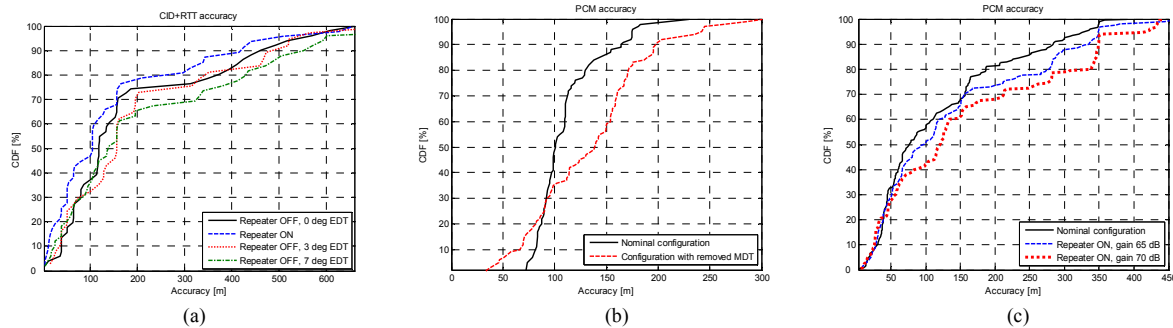 CID+RTT accuracy
100
90
80
70
60
50
40
30
20
10
0
CDF [%]
100
200
300
400
500
600
Accuracy [m]
Repeater OFF, 0 deg EDT
Repeater ON
Repeater OFF, 3 deg EDT
Repeater OFF, 7 deg EDT
(a)
PCM accuracy
100
90
80
70
60
50
40
30
20
10
CDF [%]
0
50
100
150
200
250
300
Accuracy [m]
Nominal configuration
Configuration with removed MDT
(b)
PCM accuracy
100
90
80
70
60
50
40
30
20
10
0
CDF [%]
50
100
150
200
250
300
350
400
450
Accuracy [m]
Nominal configuration
Repeater ON, gain 65 dB
Repeater ON, gain 70 dB
(c)